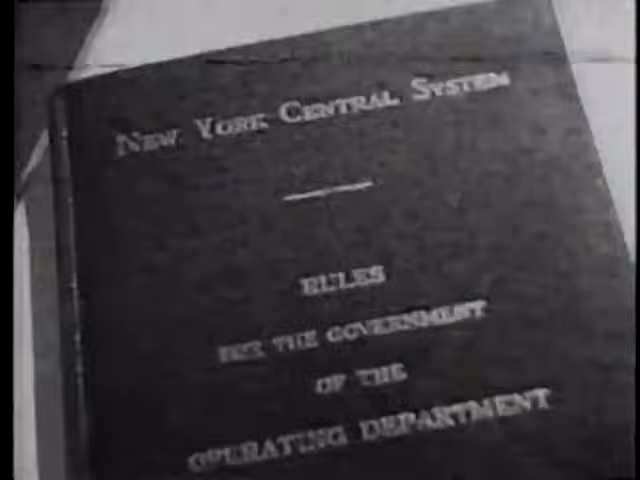 NEW YORK CENTRAL SYSTEM
RULES
FOR THE GOVERNMENT
OF THE
OPERATING DEPARTMENT